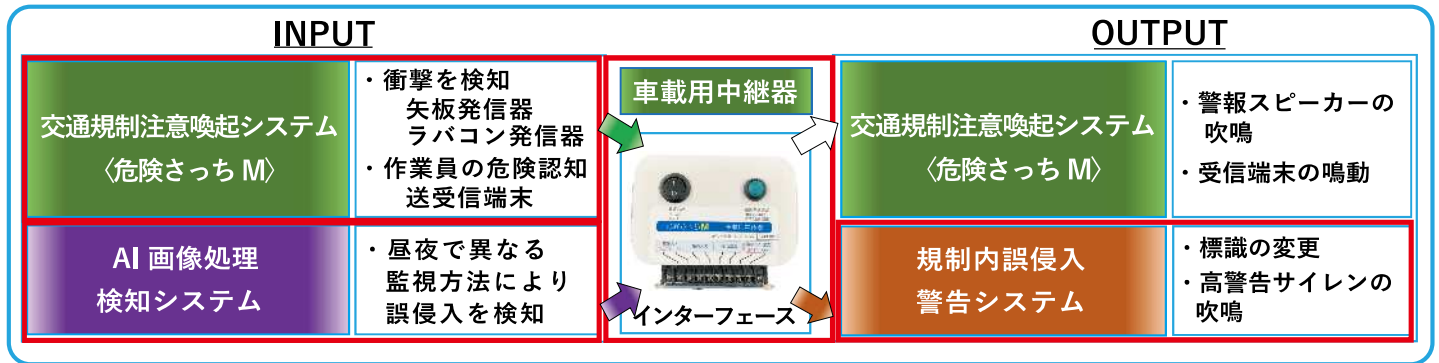 INPUT
交通規制注意喚起システム
〈危険さっちM〉
・衝撃を検知
矢板発信器
ラバコン発信器
・作業員の危険認知
送受信端末
AI画像処理
検知システム
・昼夜で異なる
監視方法により
誤侵入を検知
車載用中継器
インターフェース
OUTPUT
交通規制注意喚起システム
〈危険さっちM〉
・警報スピーカーの
吹鳴
・受信端末の鳴動
規制内誤侵入
警告システム
・標識の変更
・高警告サイレンの
吹鳴